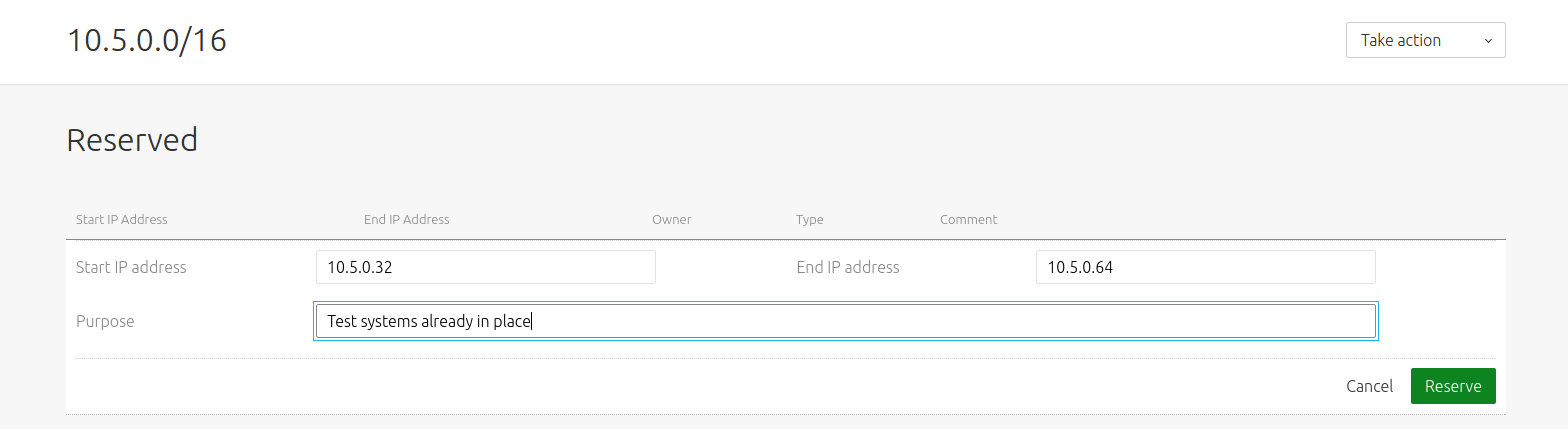 10.5.0.0/16
Take action
Reserved
Start IP Address End IP Address Owner Type Comment
Start IP address 10.5.0.32 End IP address 10.5.0.64
Purpose Test systems already in place
Cancel Reserve